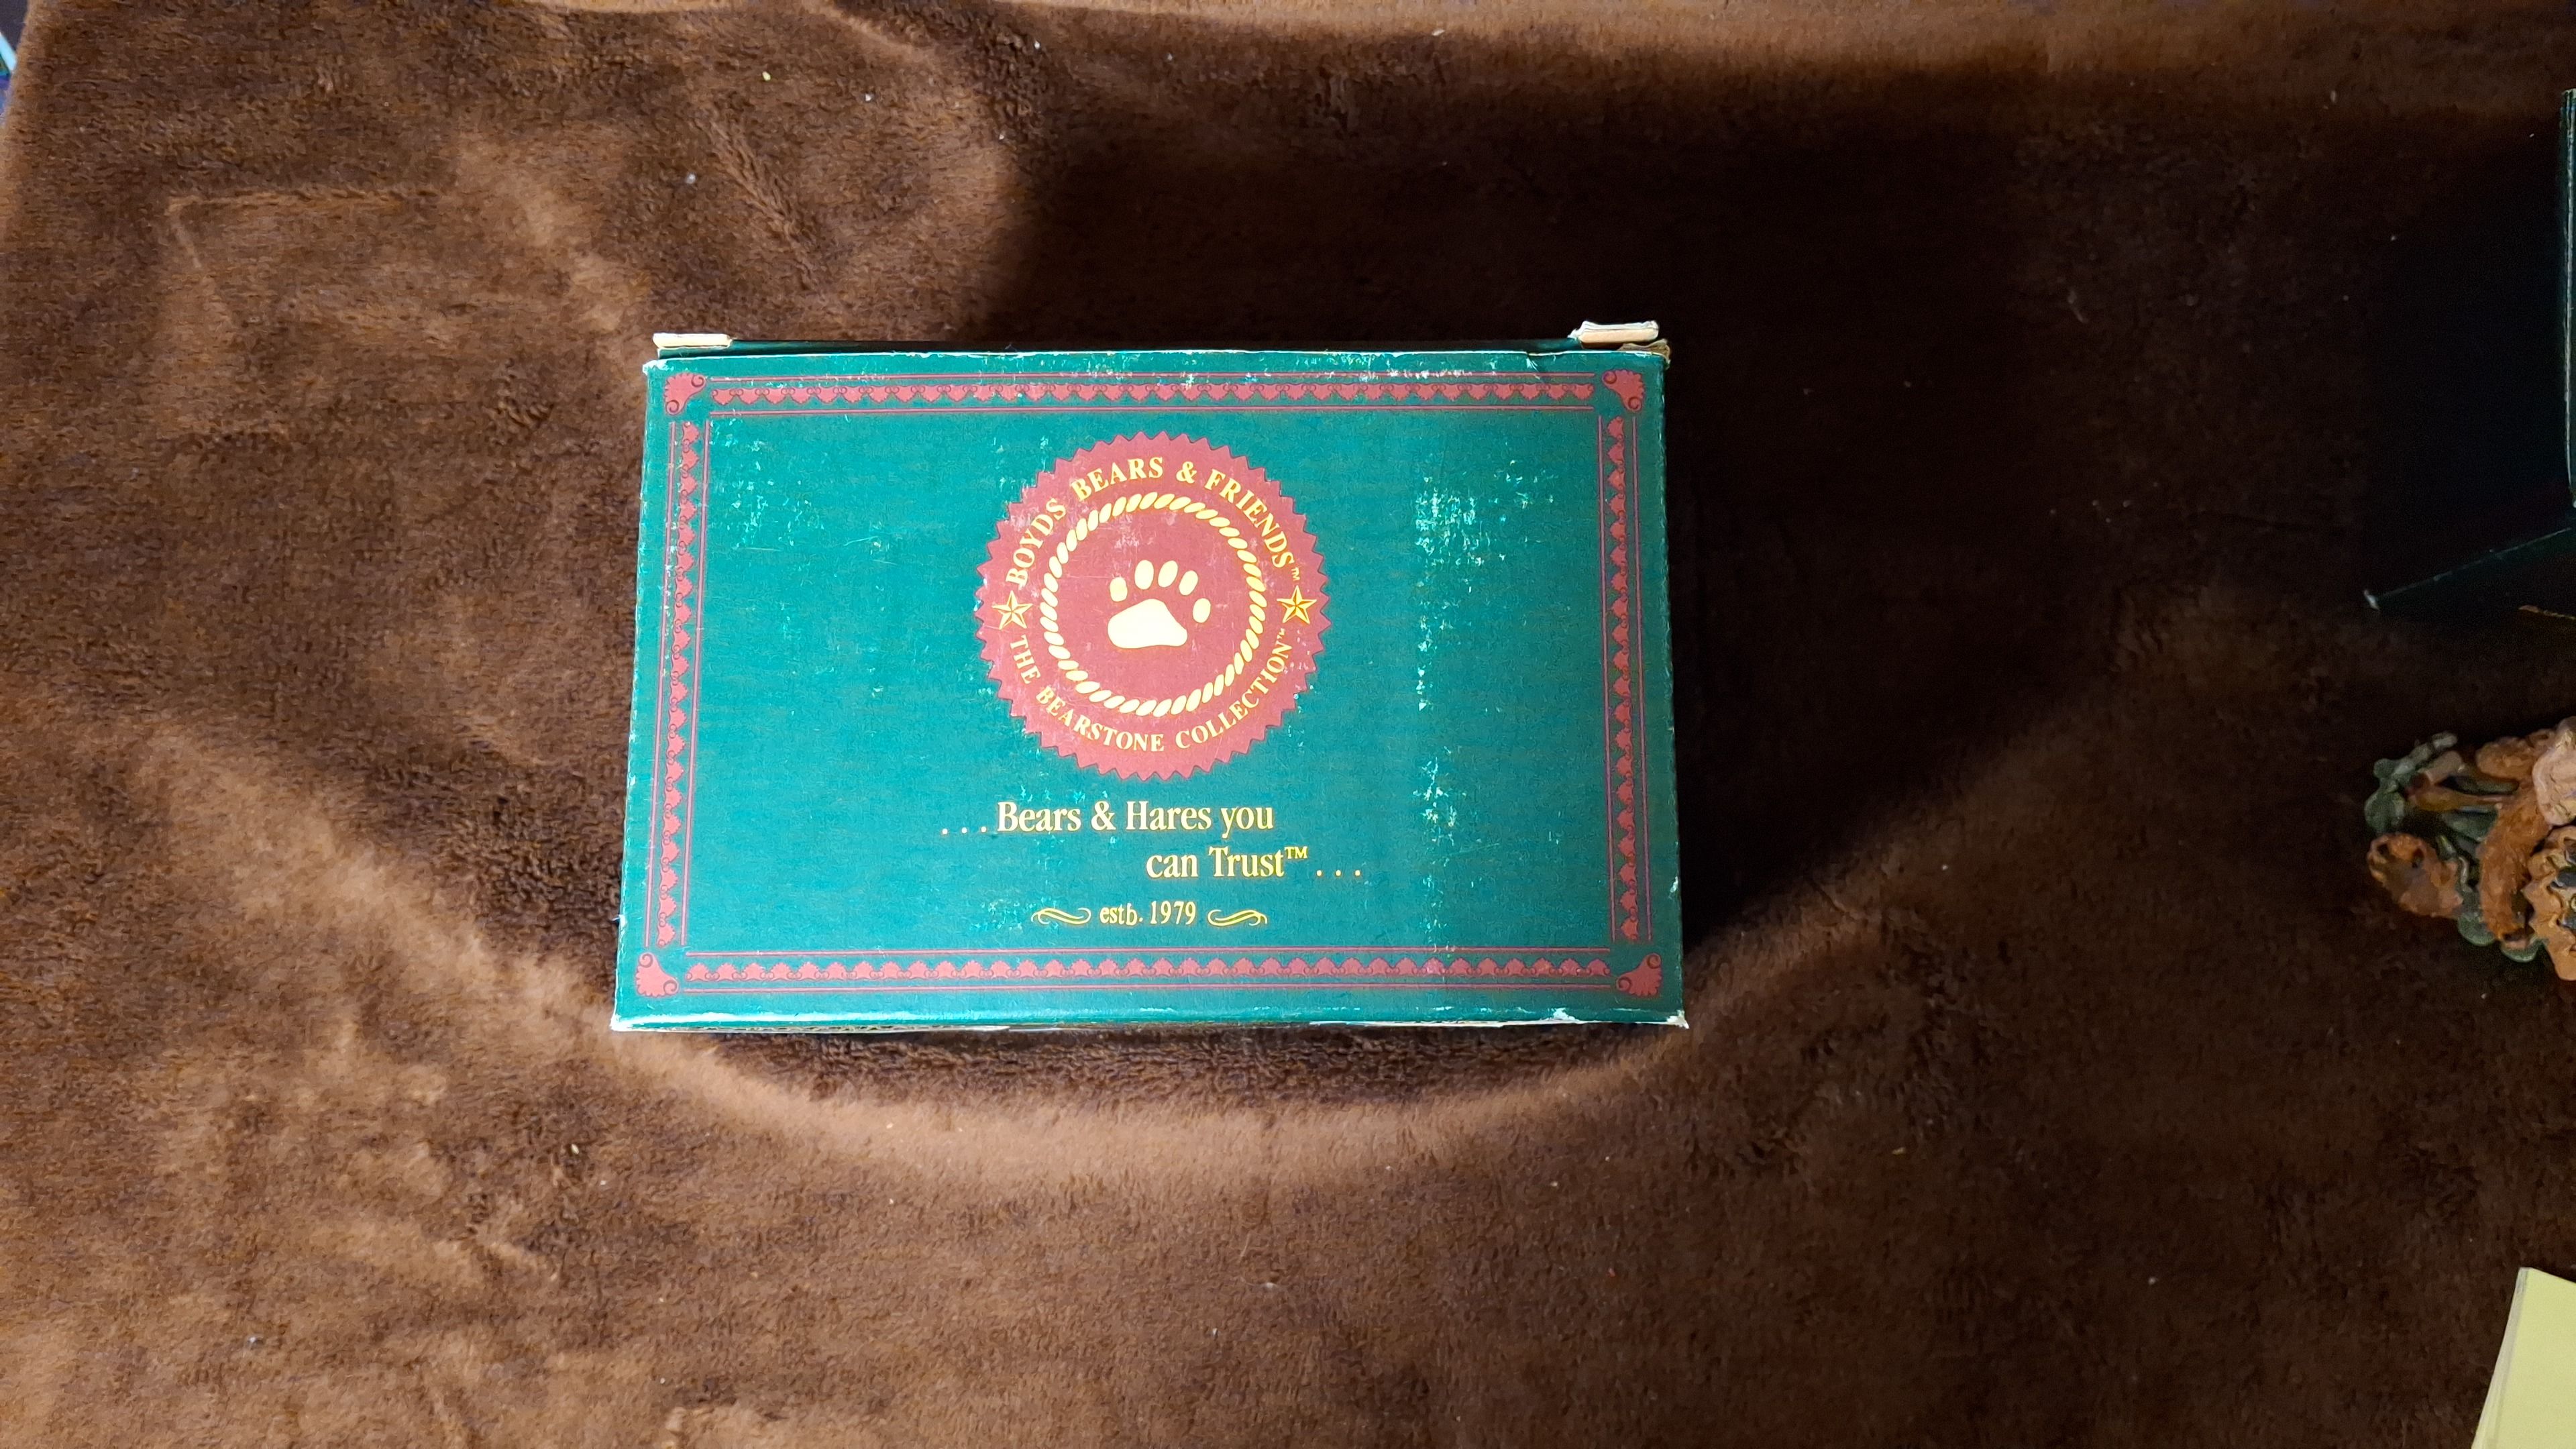 BOYDS BEARS & FRIENDS™
THE BEARSTONE COLLECTION™
. . . Bears & Hares you
can Trust™ . . .
estb. 1979